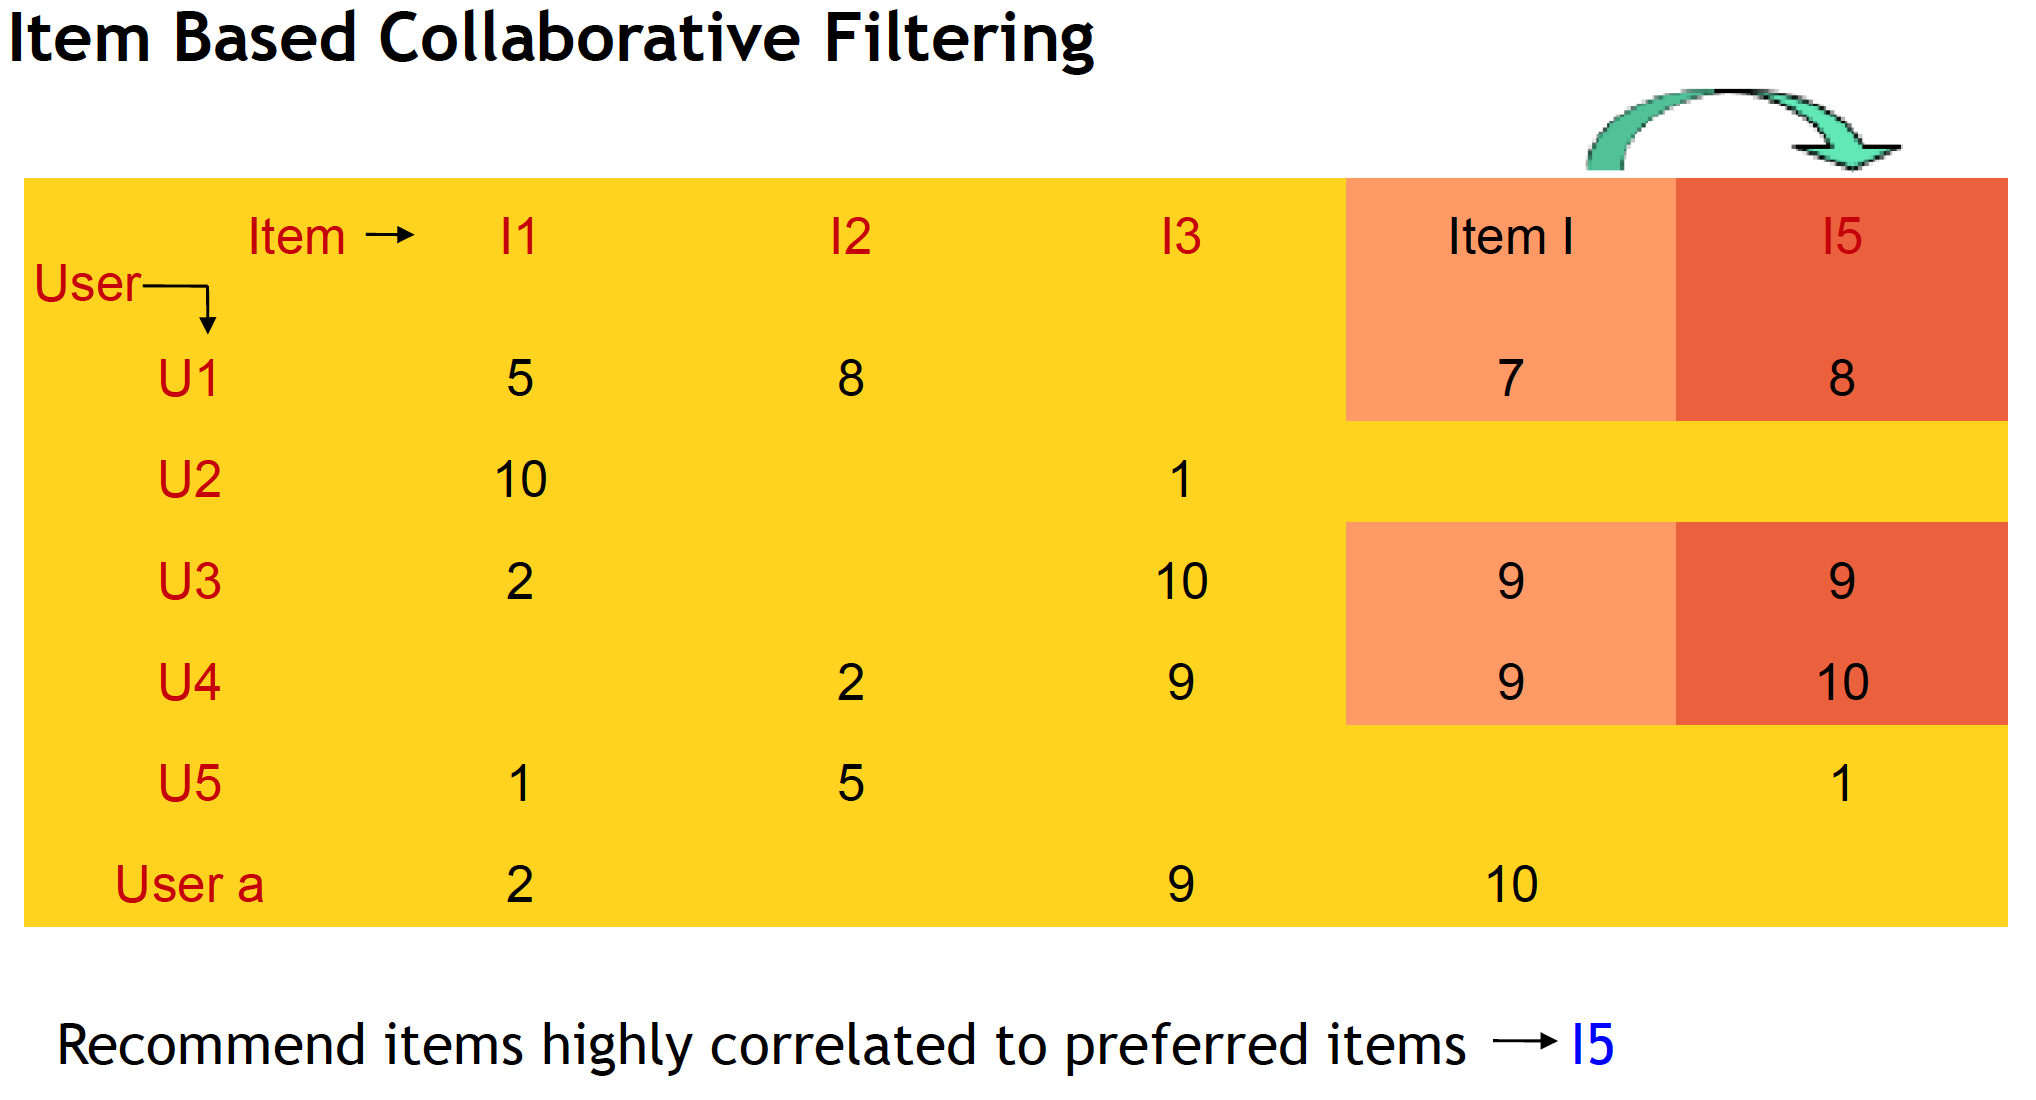 Item Based Collaborative Filtering
Item I1 I2 I3 Item I I5
User
U1 5 8 7 8
U2 10 1
U3 2 10 9 9
U4 2 9 9 10
U5 1 5 1
User a 2 9 10
Recommend items highly correlated to preferred items I5